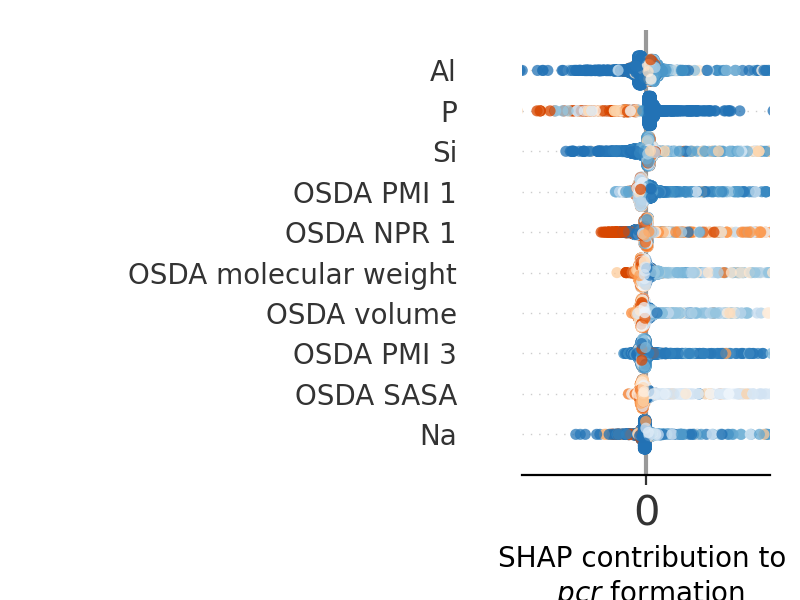 Al
P
Si
OSDA PMI 1
OSDA NPR 1
OSDA molecular weight
OSDA volume
OSDA PMI 3
OSDA SASA
Na
0
SHAP contribution to
pcr formation